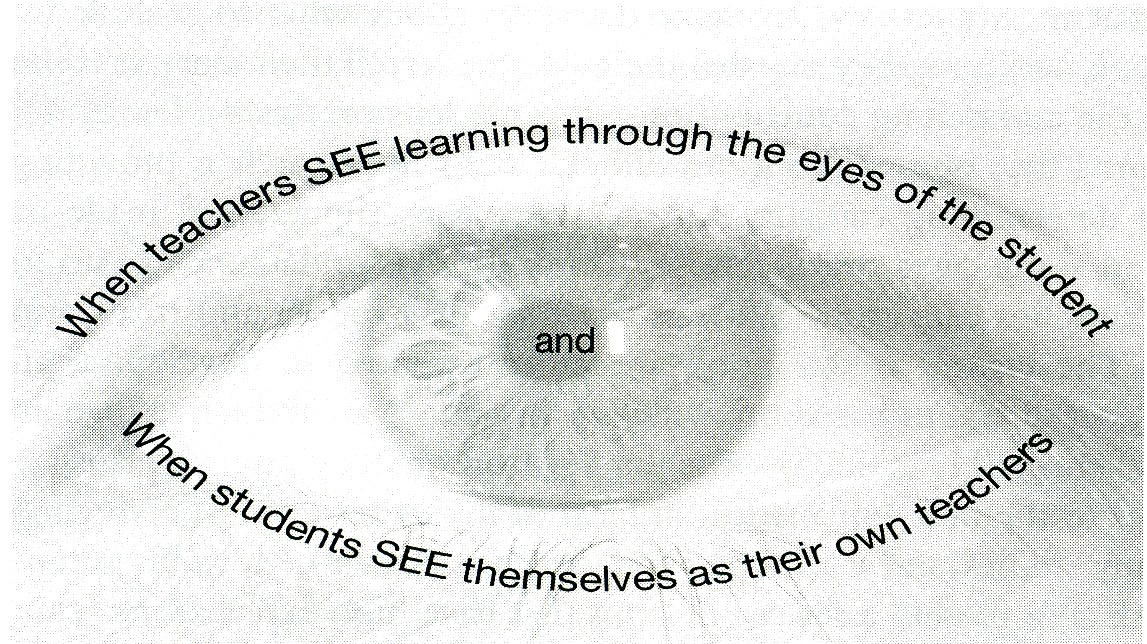 When teachers SEE learning through the eyes of the student
and
When students SEE themselves as their own teachers